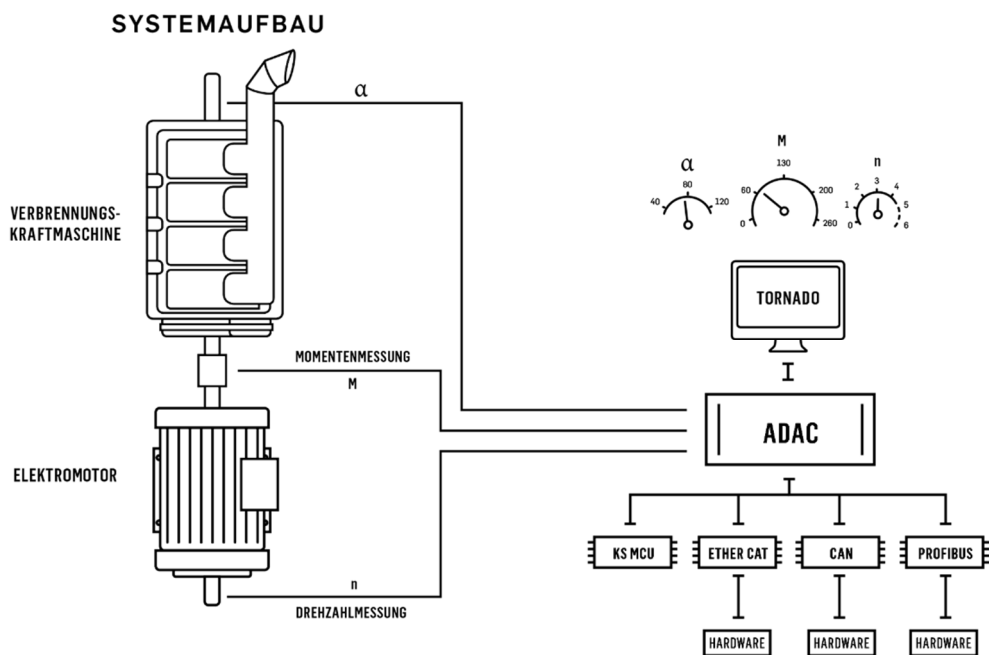 SYSTEMAUFBAU
α
M
130
α
n
80
60
200
3
2
4
40
120
1
5
0
260
0
6
VERBRENNUNGS-
KRAFTMASCHINE
TORNADO
MOMENTENMESSUNG
M
ADAC
ELEKTROMOTOR
KS MCU
ETHER CAT
CAN
PROFIBUS
n
DREHZAHLMESSUNG
HARDWARE
HARDWARE
HARDWARE